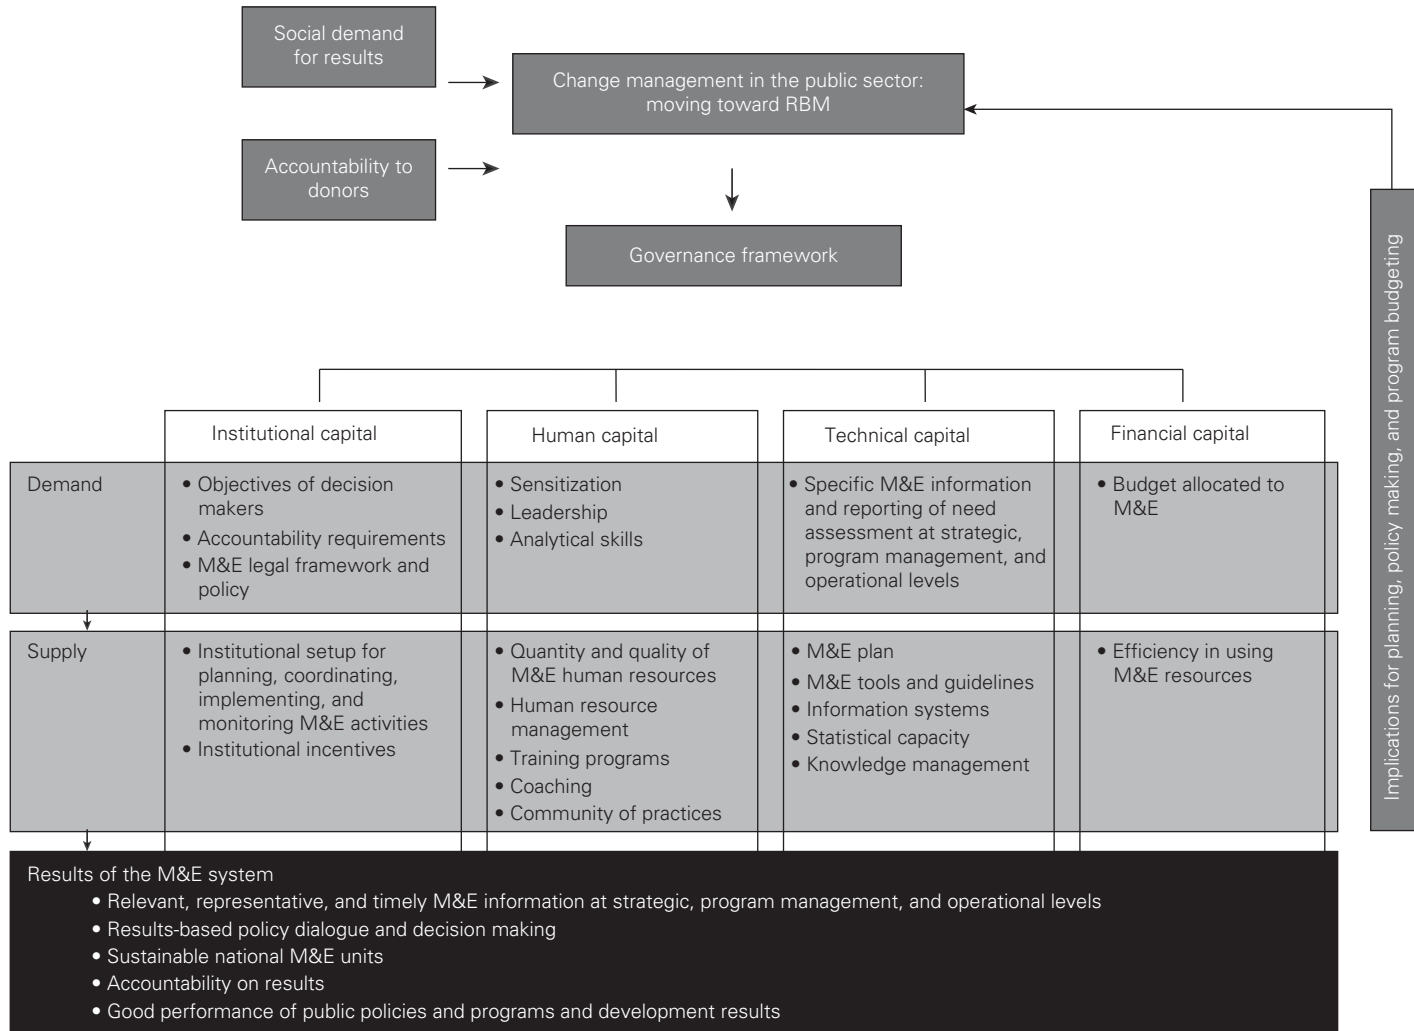 Social demand
for results
Change management in the public sector:
moving toward RBM
Accountability to
donors
Governance framework
Implications for planning, policy making, and program budgeting
Institutional capital
Human capital
Technical capital
Financial capital
Demand
• Objectives of decision
makers
• Accountability requirements
• M&E legal framework and
policy
• Sensitization
• Leadership
• Analytical skills
• Specific M&E information
and reporting of need
assessment at strategic,
program management, and
operational levels
• Budget allocated to
M&E
Supply
• Institutional setup for
planning, coordinating,
implementing, and
monitoring M&E activities
• Institutional incentives
• Quantity and quality of
M&E human resources
• Human resource
management
• Training programs
• Coaching
• Community of practices
• M&E plan
• M&E tools and guidelines
• Information systems
• Statistical capacity
• Knowledge management
• Efficiency in using
M&E resources
Results of the M&E system
• Relevant, representative, and timely M&E information at strategic, program management, and operational levels
• Results-based policy dialogue and decision making
• Sustainable national M&E units
• Accountability on results
• Good performance of public policies and programs and development results